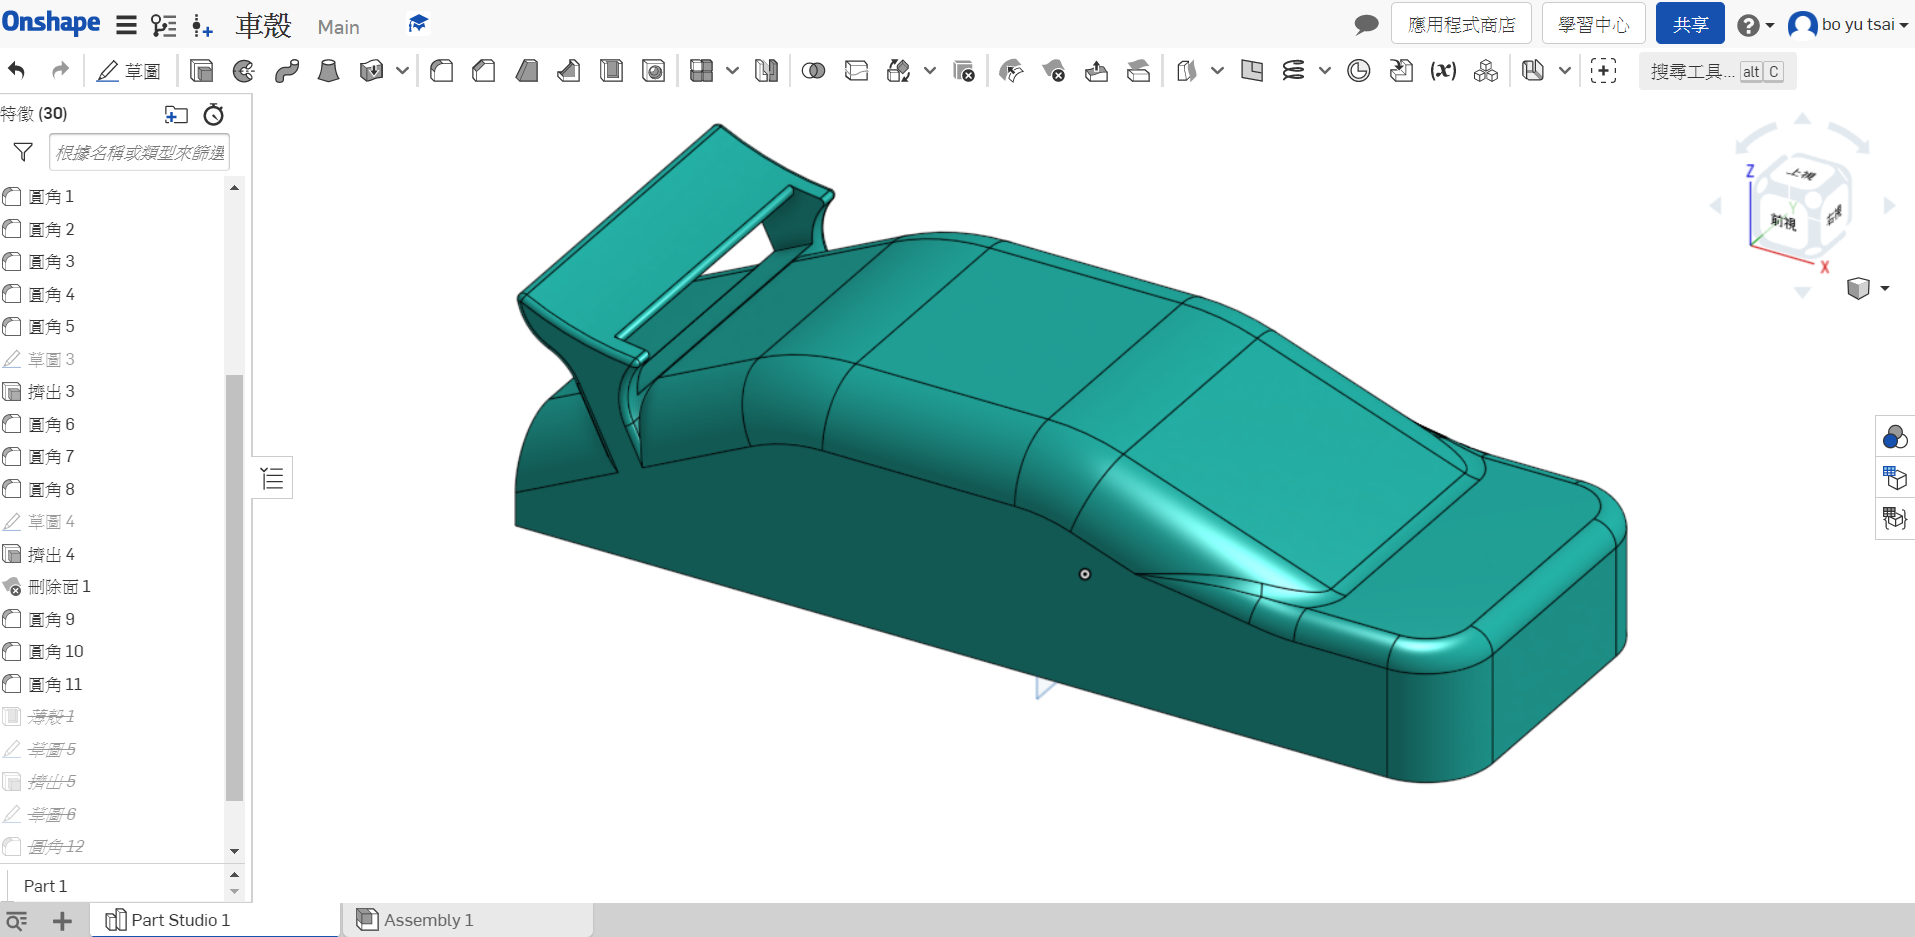 Onshape
車殼 Main
應用程式商店
學習中心
共享
bo yu tsai
草圖
搜尋工具... alt C
特徵 (30)
根據名稱或類型來篩選
圓角 1
圓角 2
圓角 3
圓角 4
圓角 5
草圖 3
擠出 3
圓角 6
圓角 7
圓角 8
草圖 4
擠出 4
刪除面 1
圓角 9
圓角 10
圓角 11
薄殼 1
草圖 5
擠出 5
草圖 6
圓角 12
Part 1
Z
上視
Y
前視
右視
X
Part Studio 1
Assembly 1